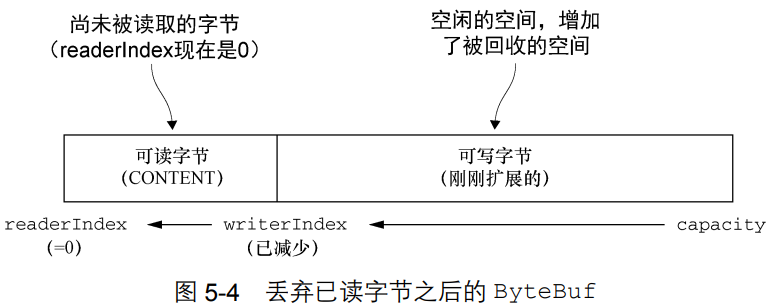 尚未被读取的字节
（readerIndex现在是0）
空闲的空间，增加
了被回收的空间
可读字节
(CONTENT)
可写字节
(刚刚扩展的)
readerIndex
(=0)
writerIndex
(已减少)
capacity
图 5-4 丢弃已读字节之后的 ByteBuf